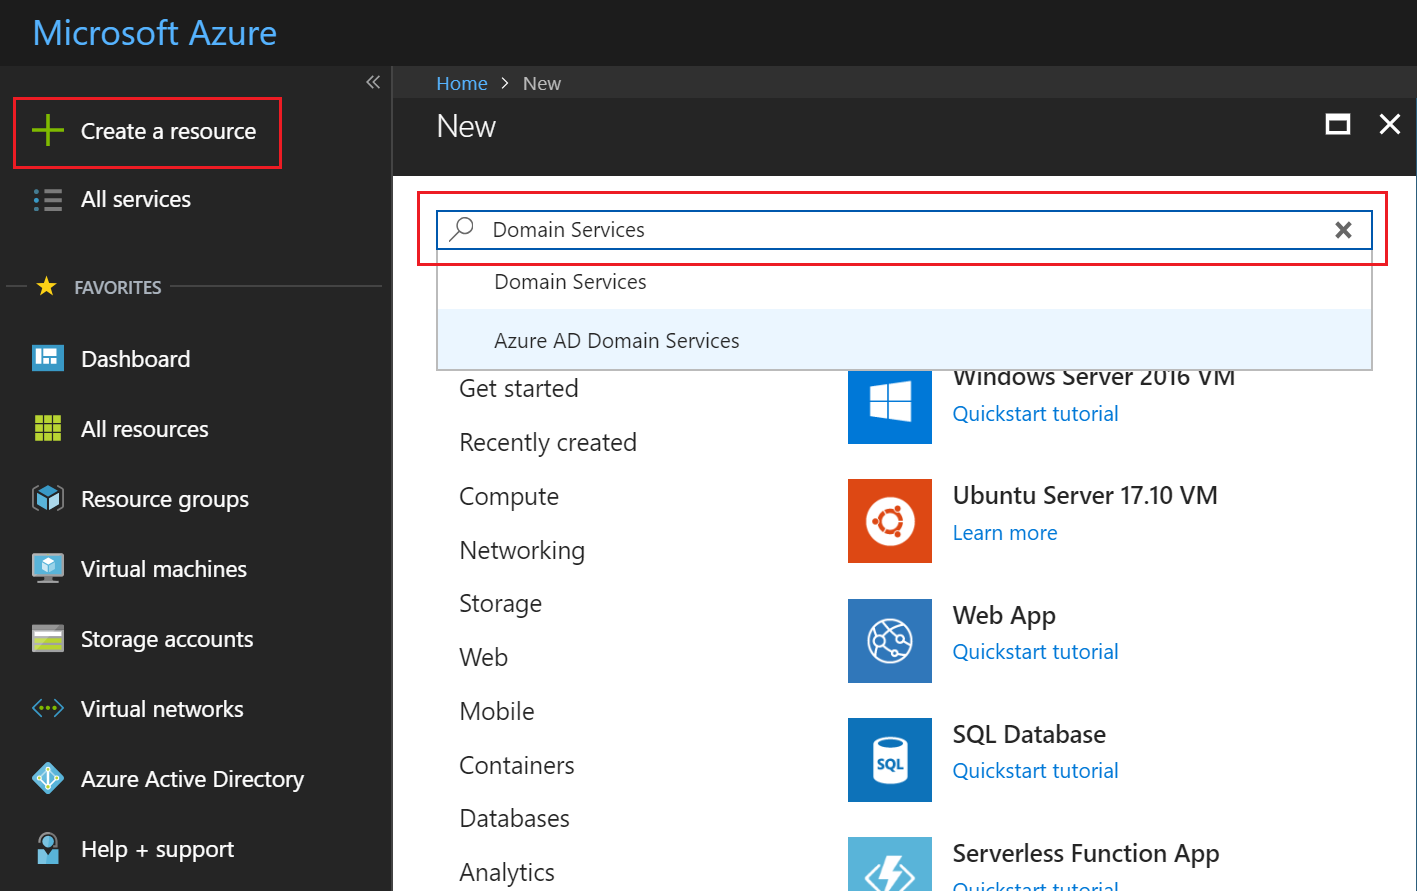 Microsoft Azure
Create a resource
All services
FAVORITES
Dashboard
All resources
Resource groups
Virtual machines
Storage accounts
Virtual networks
Azure Active Directory
Help + support
Home > New
New
Domain Services
Domain Services
Azure AD Domain Services
Get started
Recently created
Compute
Networking
Storage
Web
Mobile
Containers
Databases
Analytics
Windows Server 2016 VM
Quickstart tutorial
Ubuntu Server 17.10 VM
Learn more
Web App
Quickstart tutorial
SQL Database
Quickstart tutorial
SQL
Serverless Function App
Quickstart tutorial